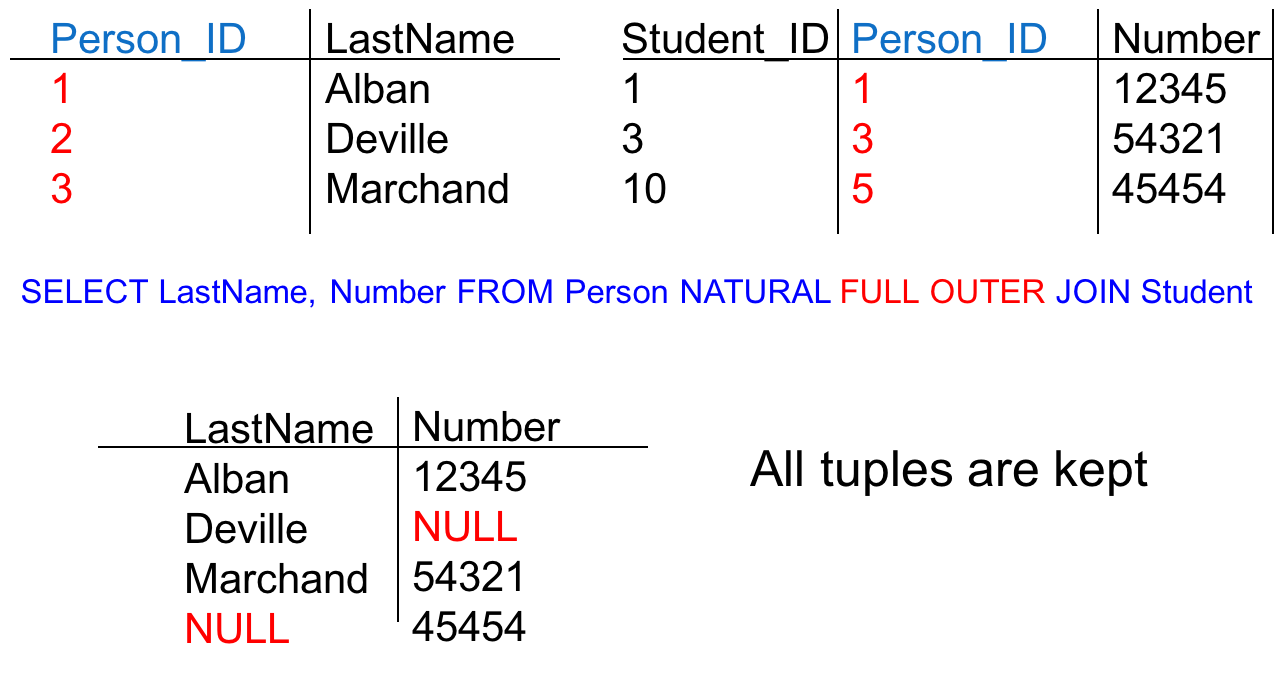 Person_ID LastName Student_ID Person_ID Number
1 Alban 1 1 12345
2 Deville 3 3 54321
3 Marchand 10 5 45454
SELECT LastName, Number FROM Person NATURAL FULL OUTER JOIN Student
LastName Number
Alban 12345
Deville NULL
Marchand 54321
NULL 45454
All tuples are kept